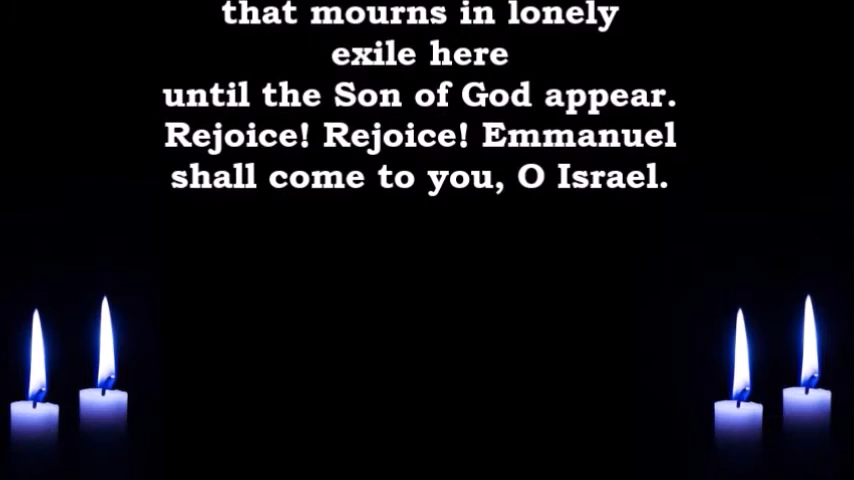 that mourns in lonely
exile here
until the Son of God appear.
Rejoice! Rejoice! Emmanuel
shall come to you, O Israel.